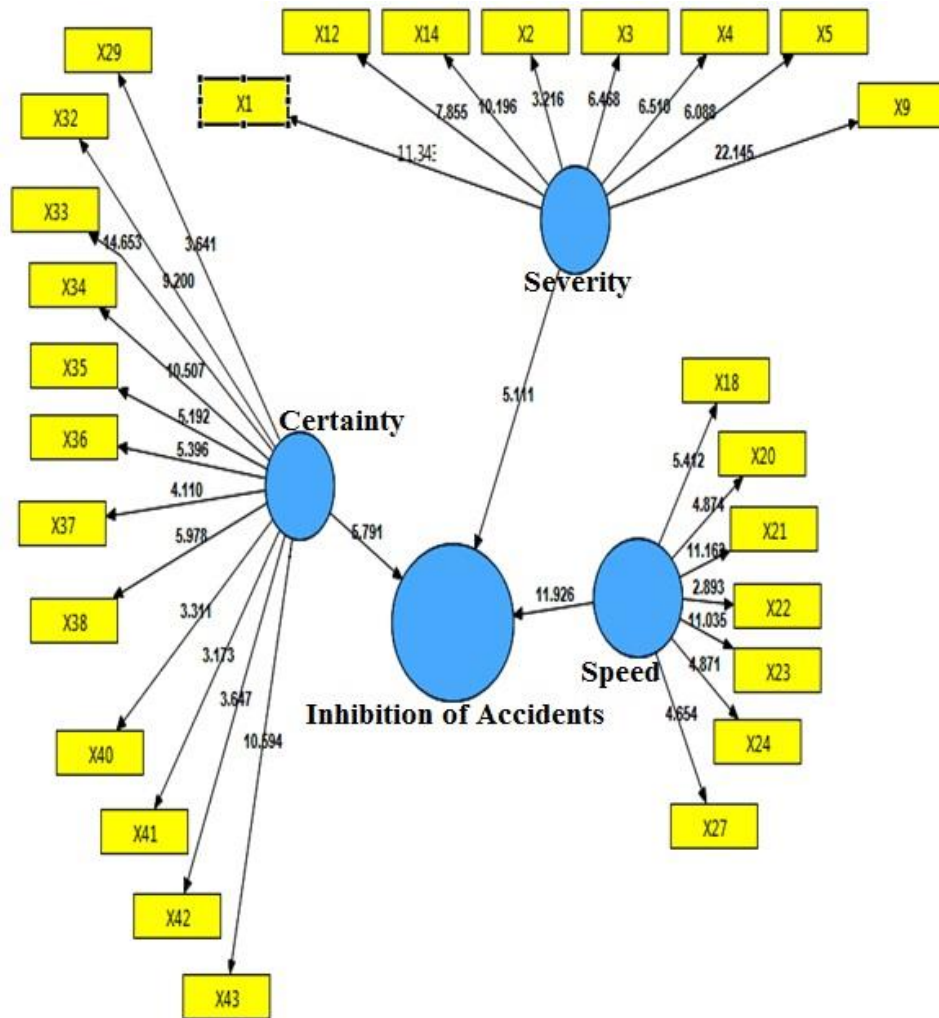 X12
X14
X2
X3
X4
X5
X29
X1
X9
X32
7.855
10.196
3.216
6.468
6.510
6.088
22.145
11.343
X33
14.653
3.641
9.200
X34
Severity
10.507
X35
5.192
Certainty
5.111
X18
X36
5.396
5.412
X20
4.110
4.874
X37
5.978
5.791
11.163
X21
11.926
2.893
X22
X38
3.311
11.035
3.173
4.871
X23
Speed
3.647
4.654
Inhibition of Accidents
X24
10.594
X40
X27
X41
X42
X43